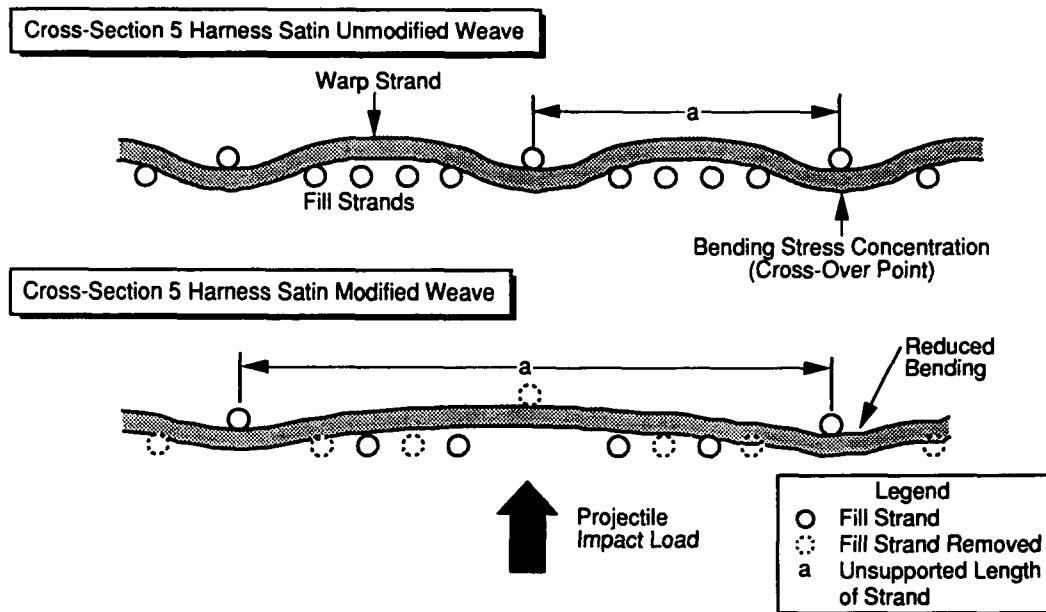 Cross-Section 5 Harness Satin Unmodified Weave
Warp Strand
a
Fill Strands
Bending Stress Concentration
(Cross-Over Point)
Cross-Section 5 Harness Satin Modified Weave
a
Reduced
Bending
Projectile
Impact Load
Legend
Fill Strand
Fill Strand Removed
a Unsupported Length
of Strand